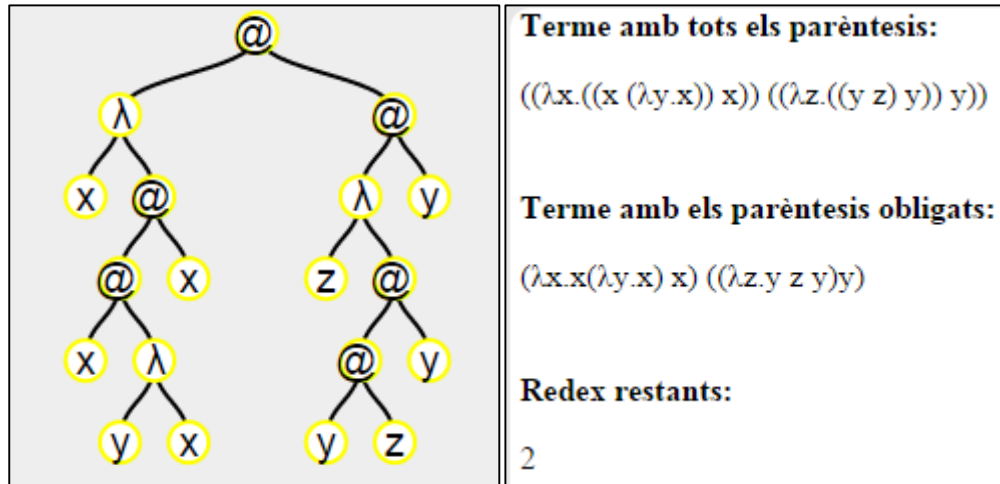 @
λ @
x @ λ y
@ x z @
x λ @ y
y x y z
Terme amb tots els parèntesis:
((λx.((x (λy.x)) x)) ((λz.((y z) y)) y))
Terme amb els parèntesis obligats:
(λx.x(λy.x) x) ((λz.y z y)y)
Redex restants:
2